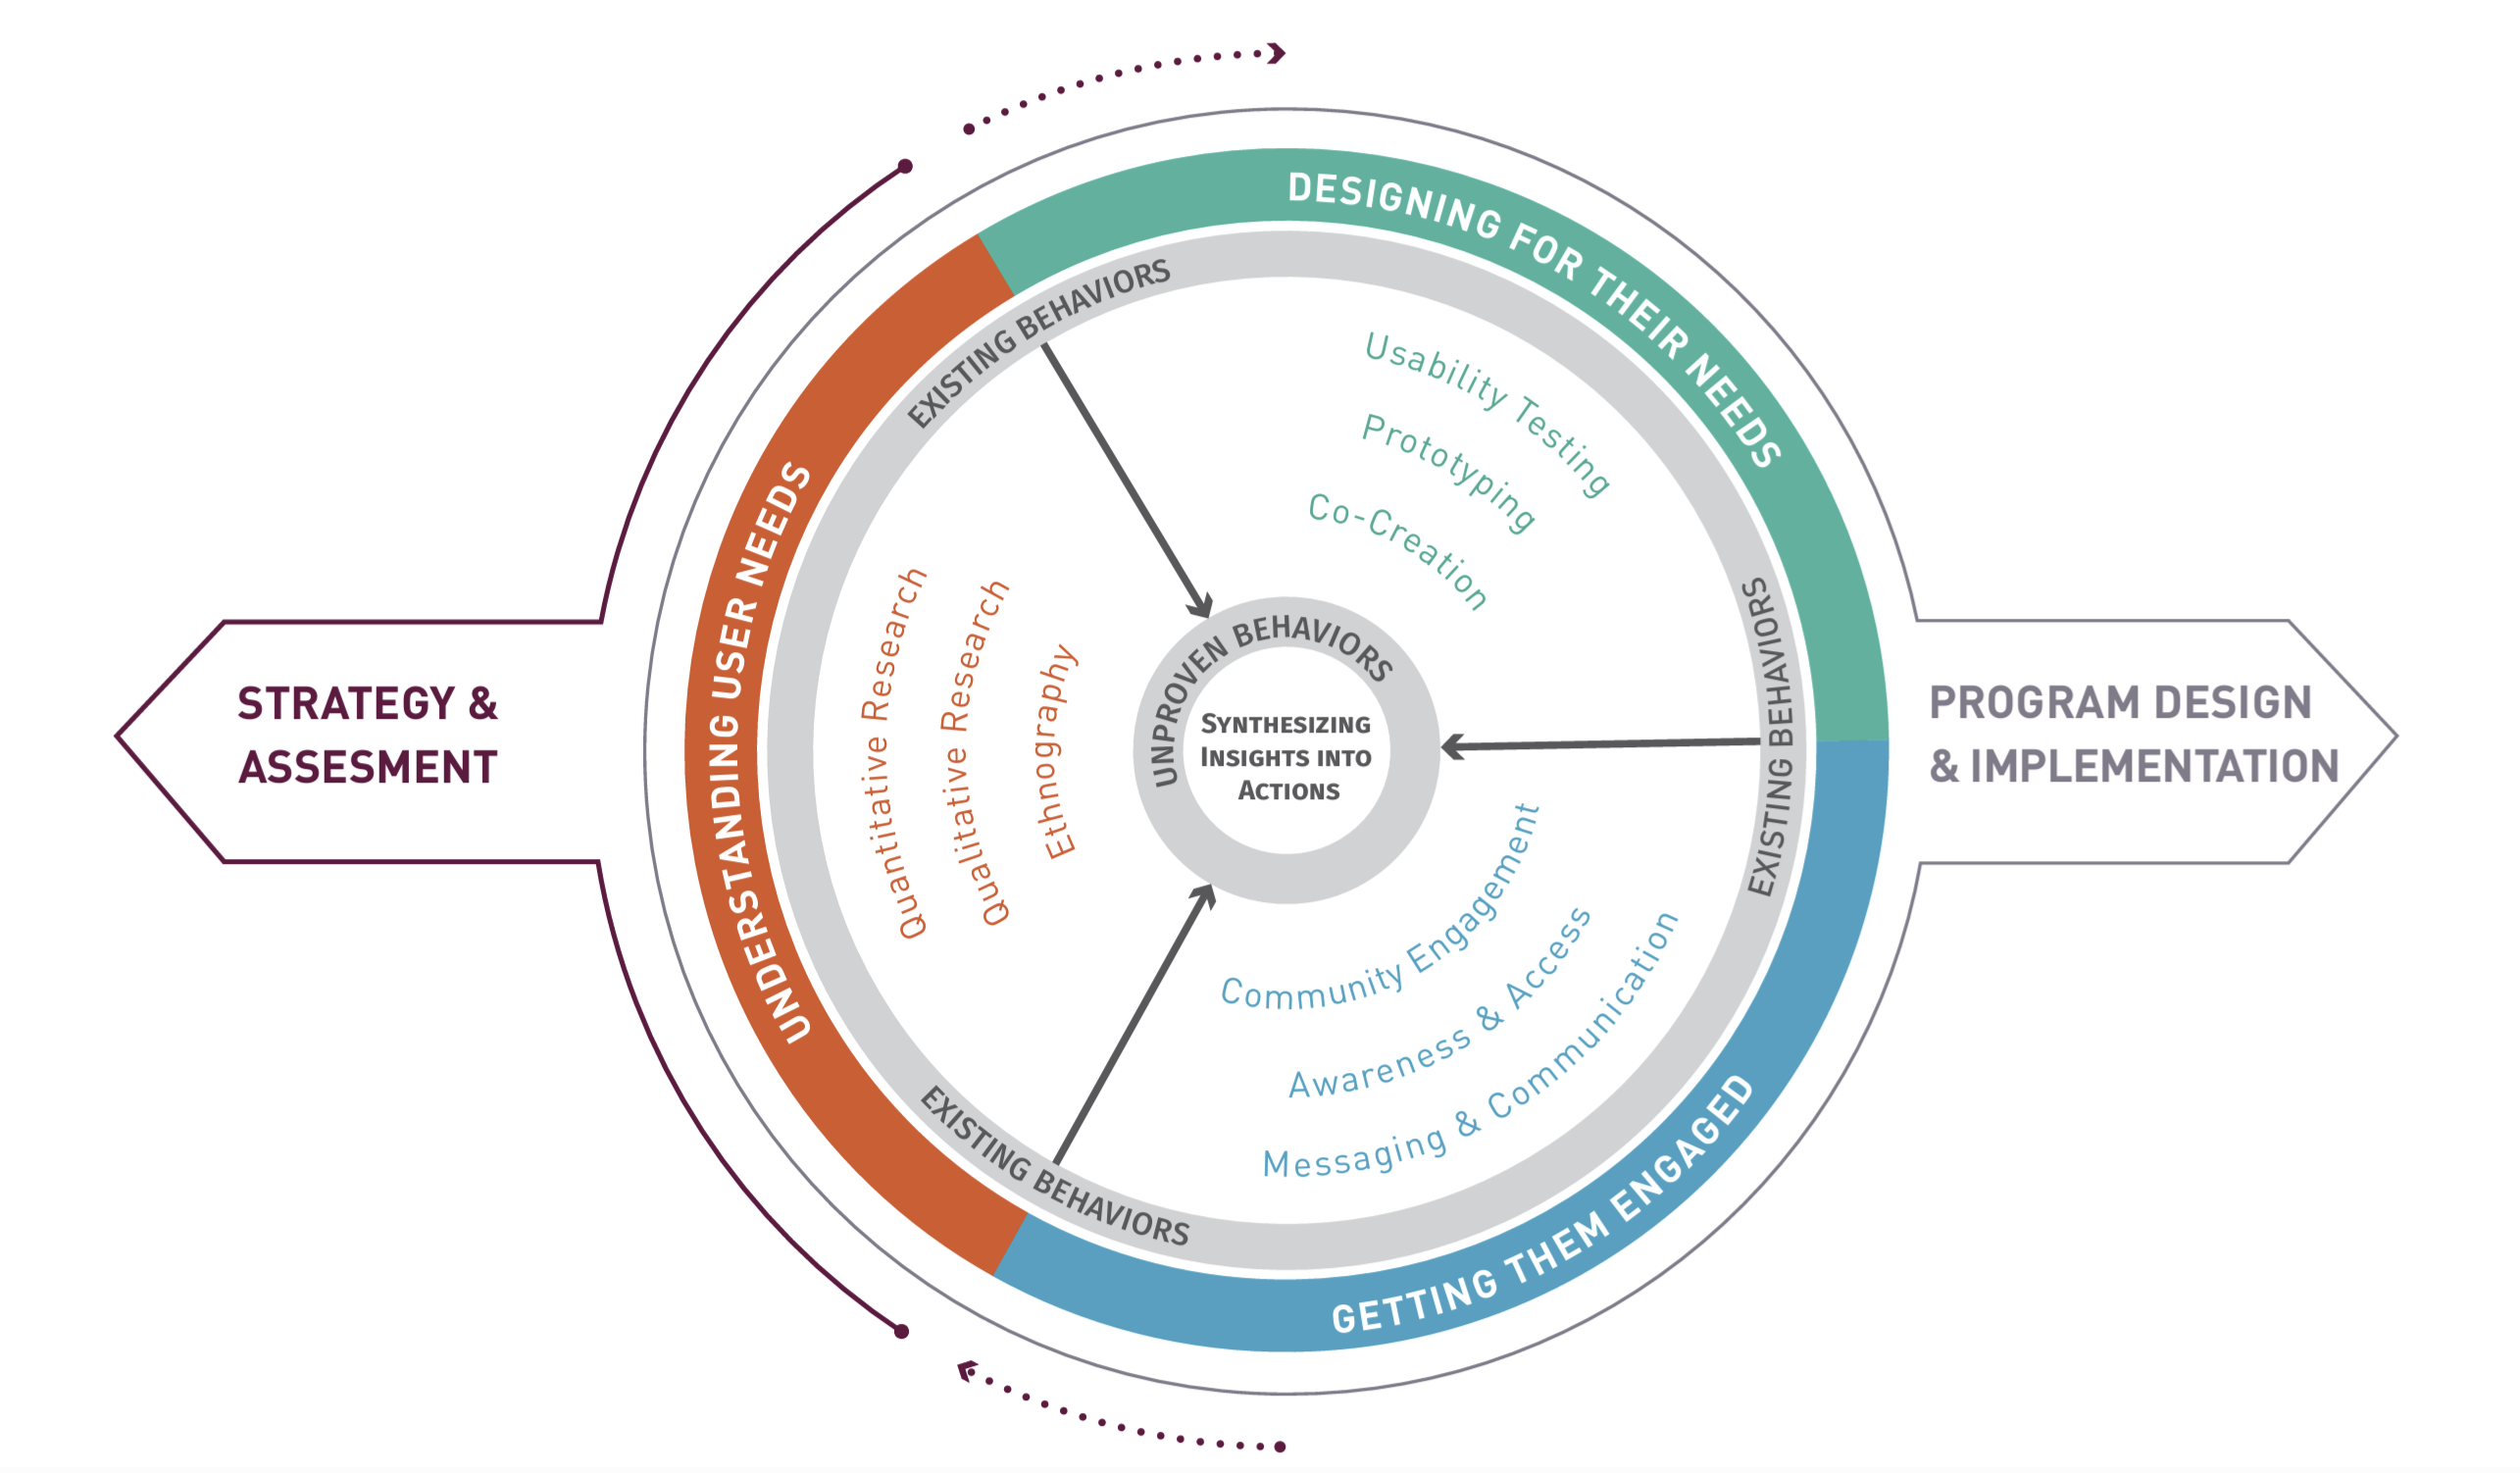 DESIGNING FOR THEIR NEEDS
EXISTING BEHAVIORS
Usability Testing
Prototyping
Co-Creation
UNDERSTANDING USER NEEDS
Quantitative Research
Qualitative Research
Ethnography
UNPROVEN BEHAVIORS
SYNTHESIZING
INSIGHTS INTO
ACTIONS
EXISTING BEHAVIORS
STRATEGY &
ASSESMENT
PROGRAM DESIGN
& IMPLEMENTATION
Community Engagement
Awareness & Access
Messaging & Communication
EXISTING BEHAVIORS
GETTING THEM ENGAGED